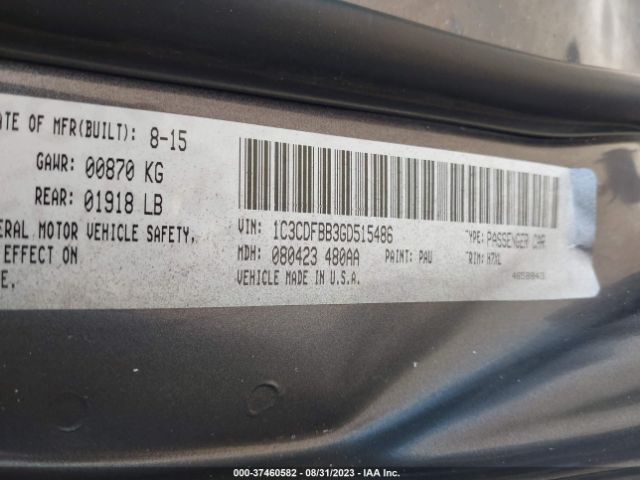 ATE OF MFR(BUILT): 8-15
GAWR: 00870 KG
REAR: 01918 LB
ERAL MOTOR VEHICLE SAFETY,
EFFECT ON
E.
VIN: 1C3CDFBB3GD515486
TYPE: PASSENGER CAR
MDH: 080423 480AA
PAINT: PAU
TRIM: H7XL
VEHICLE MADE IN U.S.A.
000-37460582 / 08/31/2023 / IAA Inc.